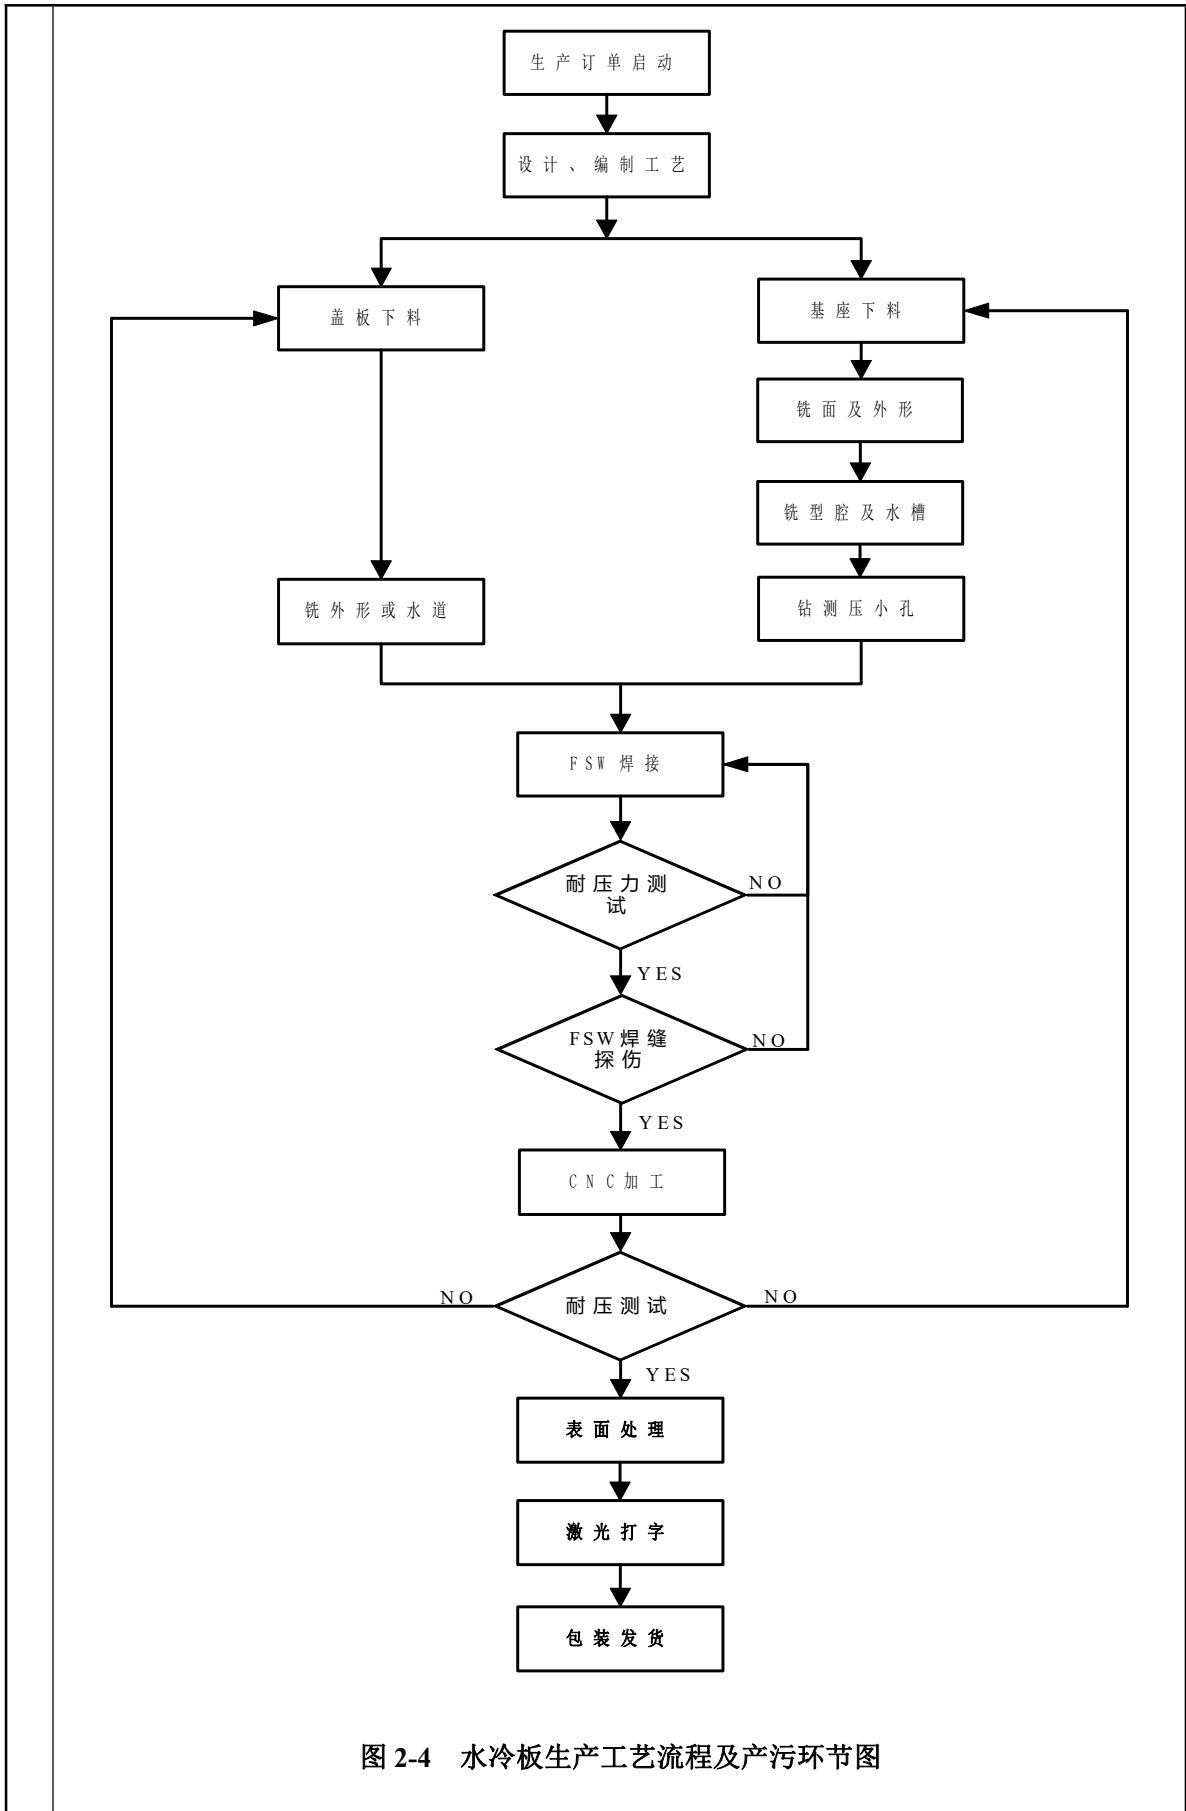 生产订单启动
设计、编制工艺
盖板下料
基座下料
铣面及外形
铣型腔及水槽
铣外形或水道
钻测压小孔
FSW焊接
耐压力测
试
NO
YES
FSW焊缝
探伤
NO
YES
CNC加工
NO
耐压测试
NO
YES
表面处理
激光打字
包装发货
图 2-4 水冷板生产工艺流程及产污环节图